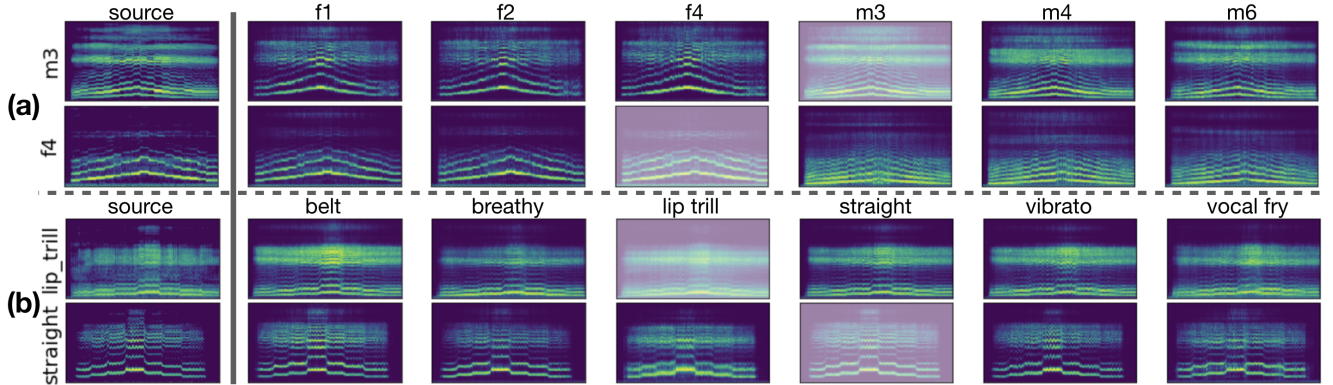 source f1 f2 f4 m3 m4 m6
m3
(a)
f4
source belt breathy lip trill straight vibrato vocal fry
lip_trill
(b)
straight